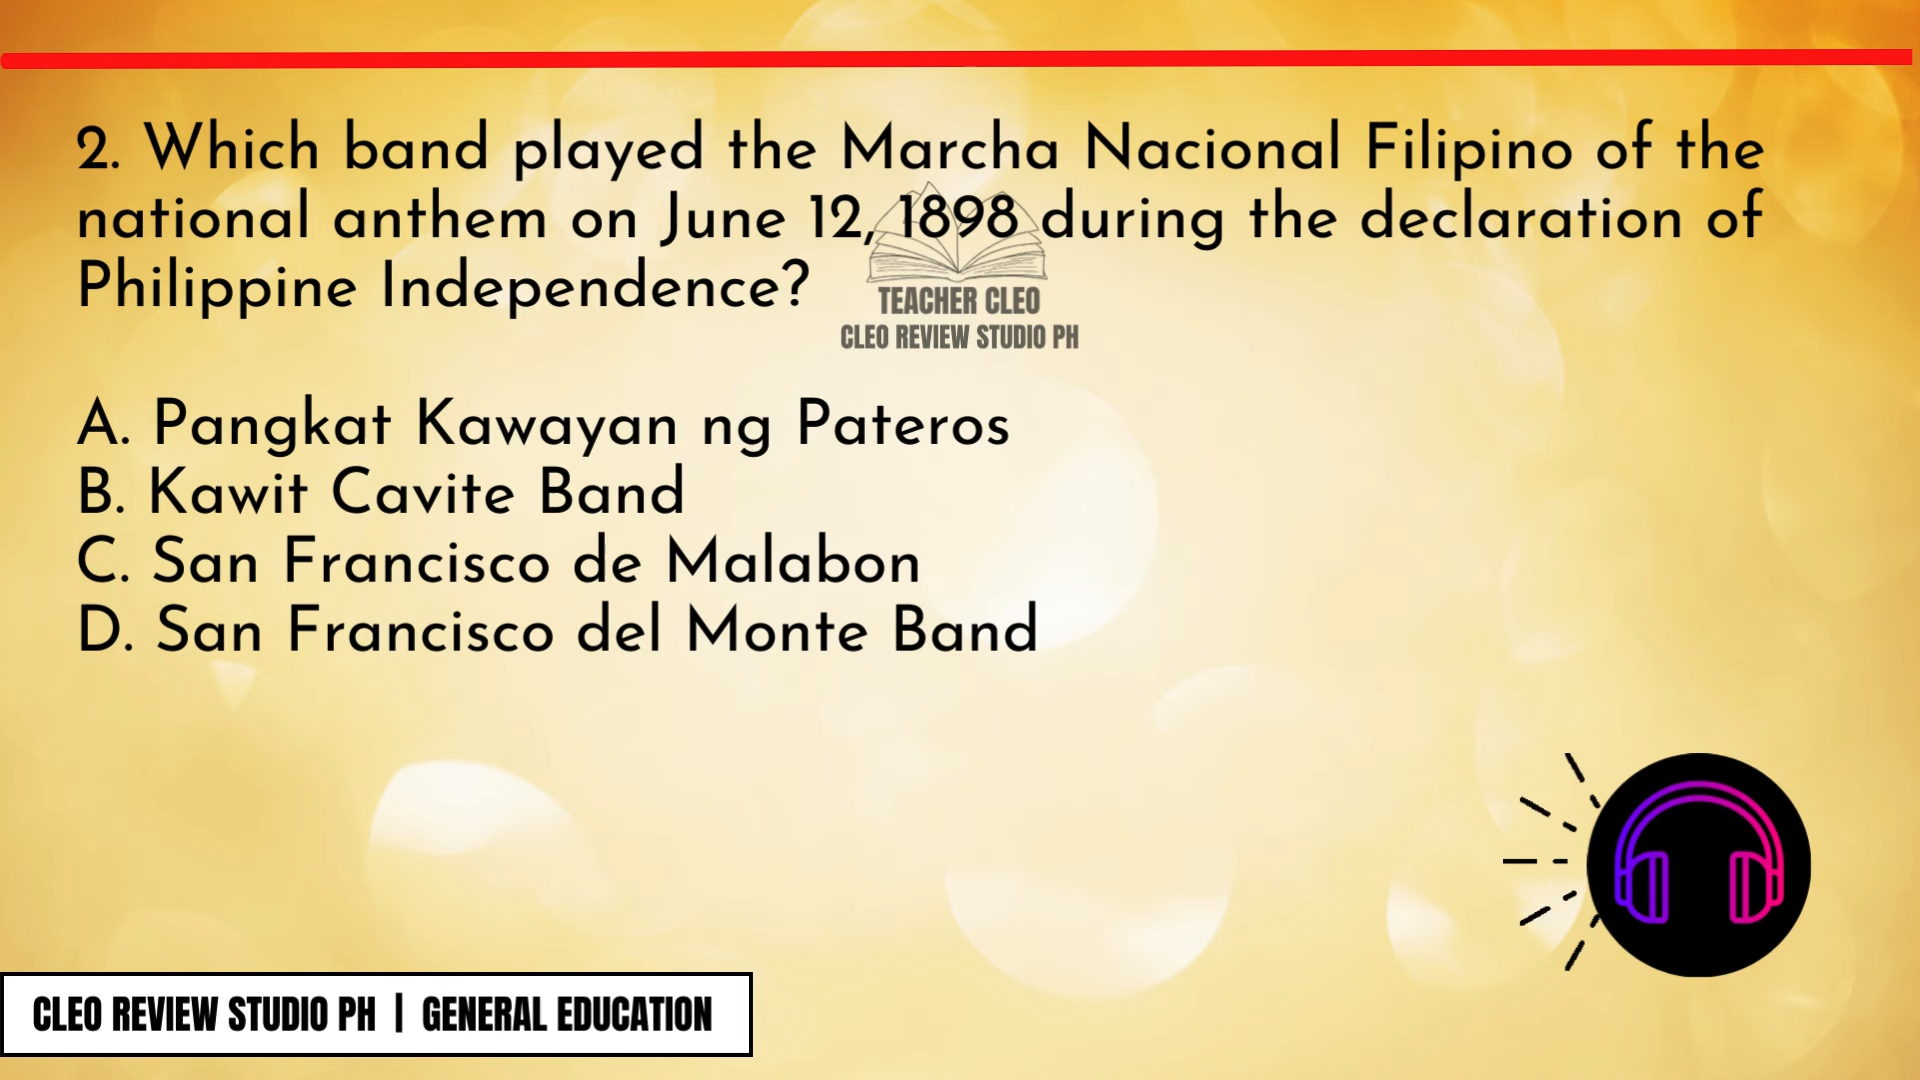 2. Which band played the Marcha Nacional Filipino of the
national anthem on June 12, 1898 during the declaration of
Philippine Independence?
TEACHER CLEO
CLEO REVIEW STUDIO PH
A. Pangkat Kawayan ng Pateros
B. Kawit Cavite Band
C. San Francisco de Malabon
D. San Francisco del Monte Band
CLEO REVIEW STUDIO PH | GENERAL EDUCATION